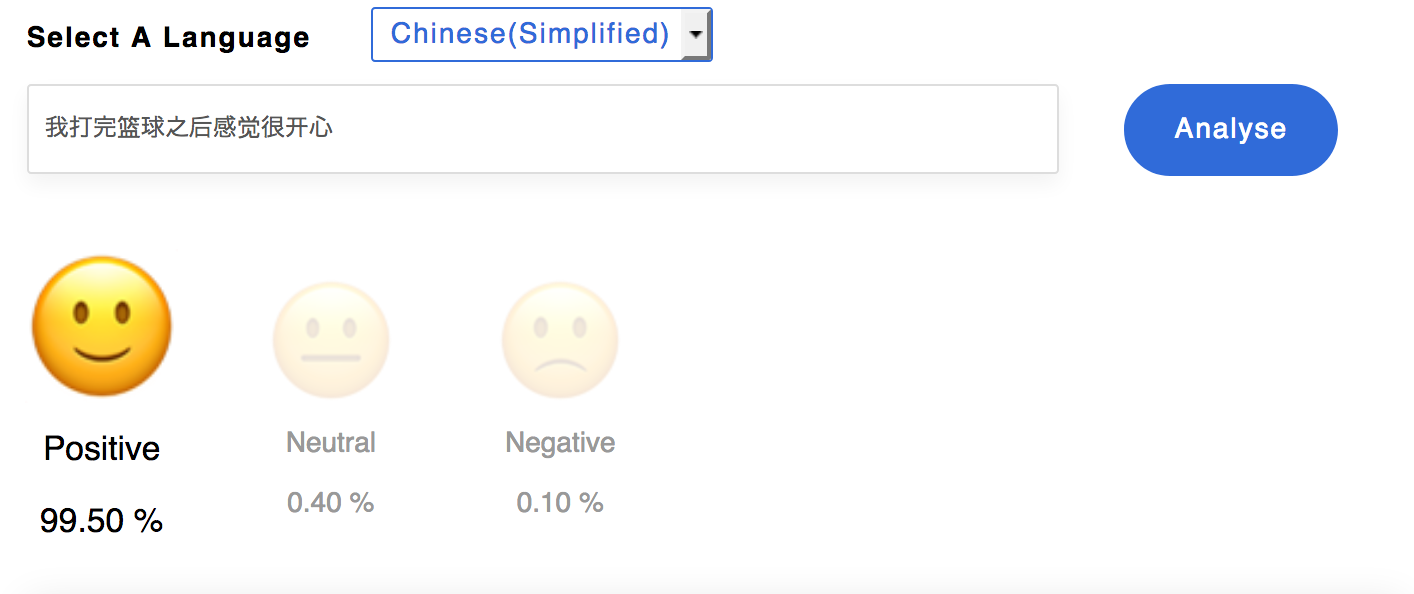 Select A Language Chinese(Simplified)
我打完篮球之后感觉很开心 Analyse
Positive Neutral Negative
99.50 % 0.40 % 0.10 %